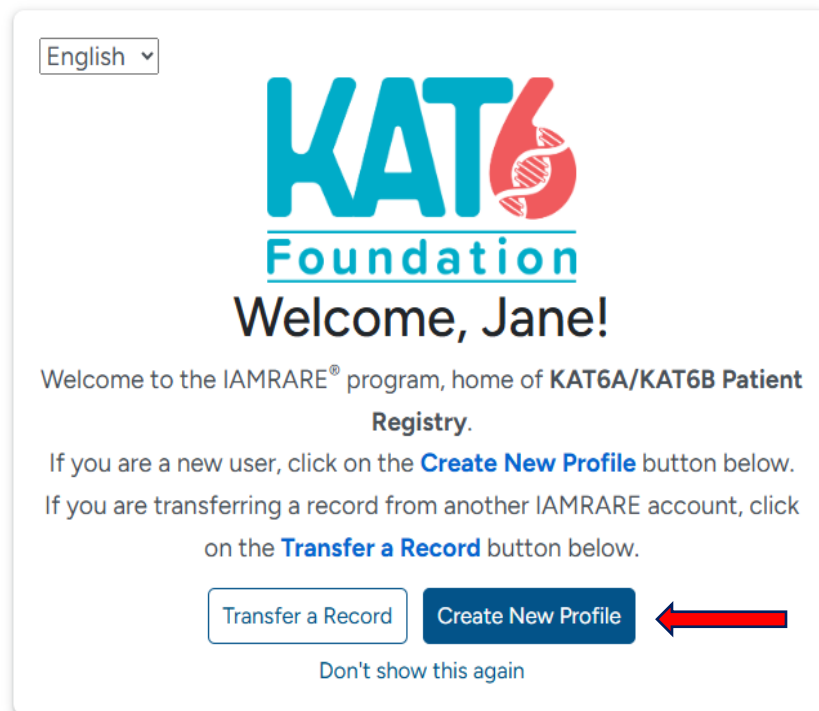 English
KAT6
Foundation
Welcome, Jane!
Welcome to the IAMRARE® program, home of KAT6A/KAT6B Patient
Registry.
If you are a new user, click on the Create New Profile button below.
If you are transferring a record from another IAMRARE account, click
on the Transfer a Record button below.
Transfer a Record Create New Profile
Don't show this again